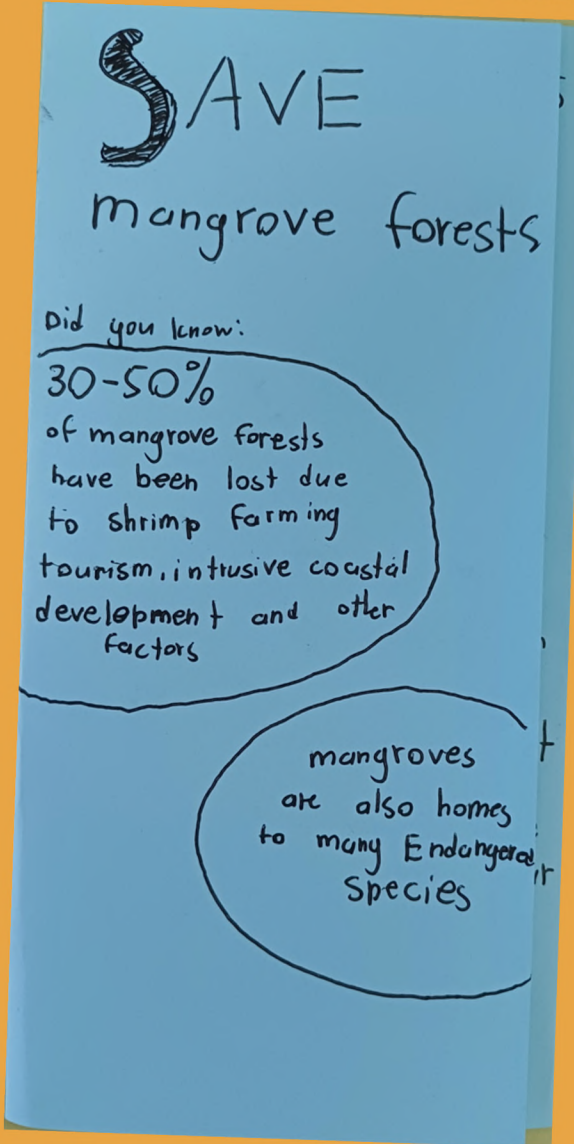 SAVE
mangrove forests
Did you know:
30-50%
of mangrove forests
have been lost due
to shrimp farming
tourism, intrusive coastal
development and other
factors
mangroves
are also homes
to many Endangered
species